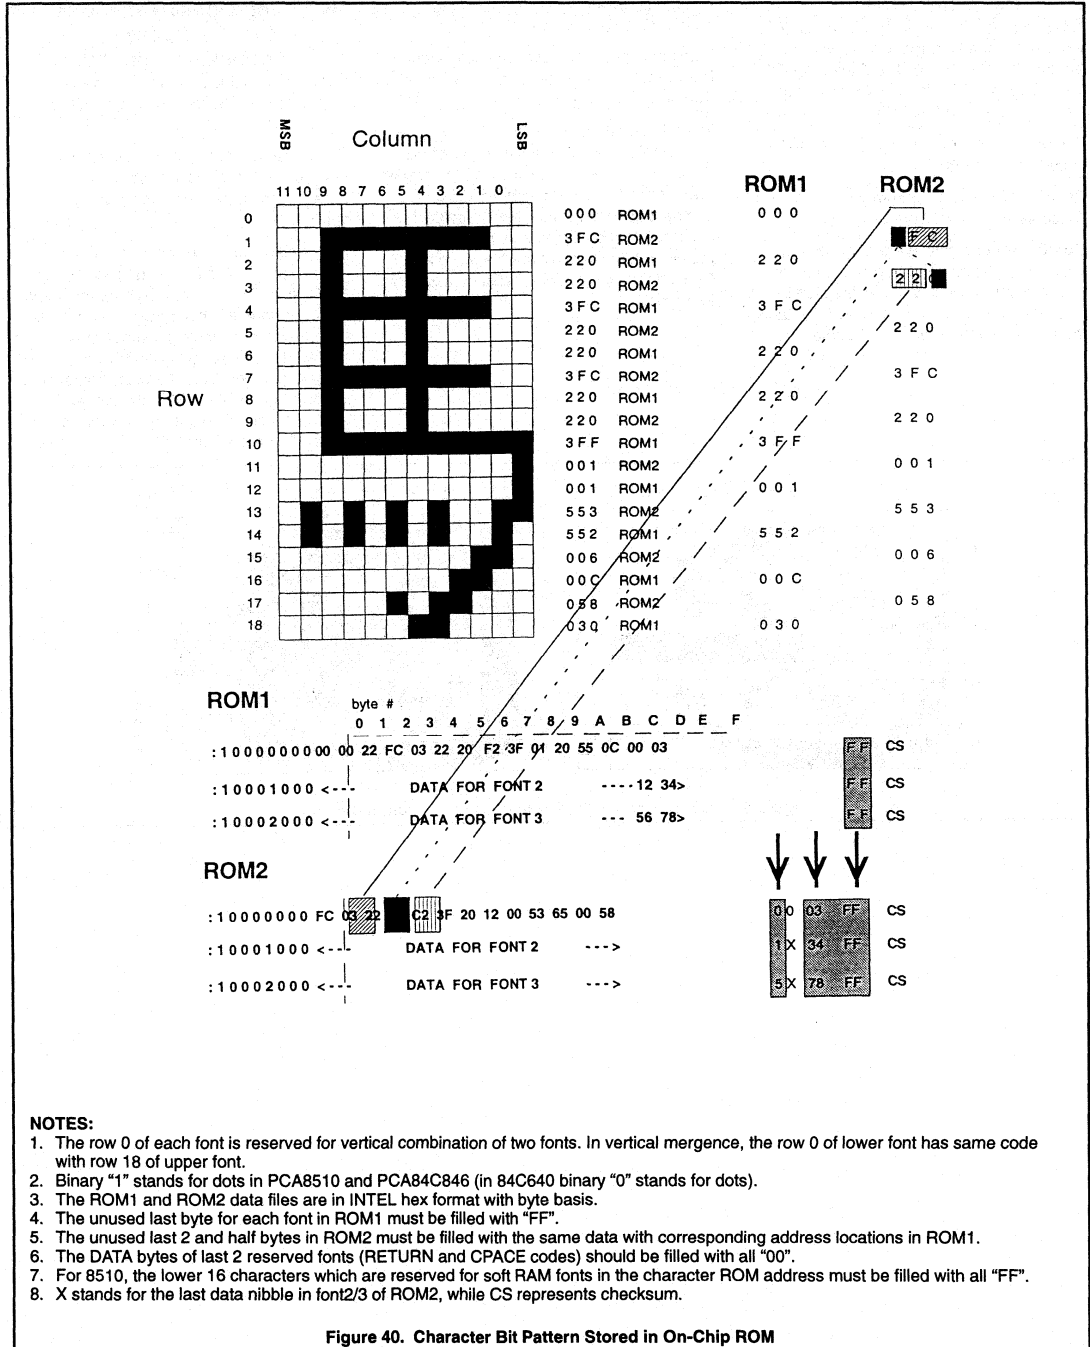 MSB Column LSB
11 10 9 8 7 6 5 4 3 2 1 0
ROM1 ROM2
0 000 ROM1 000
1 3FC ROM2 FC
2 220 ROM1 220
3 220 ROM2 22
4 3FC ROM1 3FC
5 220 ROM2 220
6 220 ROM1 220
7 3FC ROM2 3FC
Row
8 220 ROM1 220
9 220 ROM2 220
10 3FF ROM1 3FF
11 001 ROM2 001
12 001 ROM1 001
13 553 ROM2 553
14 552 ROM1 552
15 006 ROM2 006
16 00C ROM1 00C
17 058 ROM2 058
18 030 ROM1 030
ROM1
byte #
0 1 2 3 4 5 6 7 8 9 A B C D E F
:1000000000 00 22 FC 03 22 20 F2 3F 01 20 55 0C 00 03 FF CS
:10001000 <--- DATA FOR FONT 2 ----12 34> FF CS
:10002000 <--- DATA FOR FONT 3 --- 56 78> FF CS
ROM2
:10000000 FC 03 22 C2 3F 20 12 00 53 65 00 58 00 03 FF CS
:10001000 <--- DATA FOR FONT 2 ---> 1X 34 FF CS
:10002000 <--- DATA FOR FONT 3 ---> 5X 78 FF CS
NOTES:
1. The row 0 of each font is reserved for vertical combination of two fonts. In vertical mergence, the row 0 of lower font has same code
with row 18 of upper font.
2. Binary “1” stands for dots in PCA8510 and PCA84C846 (in 84C640 binary “0” stands for dots).
3. The ROM1 and ROM2 data files are in INTEL hex format with byte basis.
4. The unused last byte for each font in ROM1 must be filled with “FF”.
5. The unused last 2 and half bytes in ROM2 must be filled with the same data with corresponding address locations in ROM1.
6. The DATA bytes of last 2 reserved fonts (RETURN and CPACE codes) should be filled with all “00”.
7. For 8510, the lower 16 characters which are reserved for soft RAM fonts in the character ROM address must be filled with all “FF”.
8. X stands for the last data nibble in font2/3 of ROM2, while CS represents checksum.
Figure 40. Character Bit Pattern Stored in On-Chip ROM